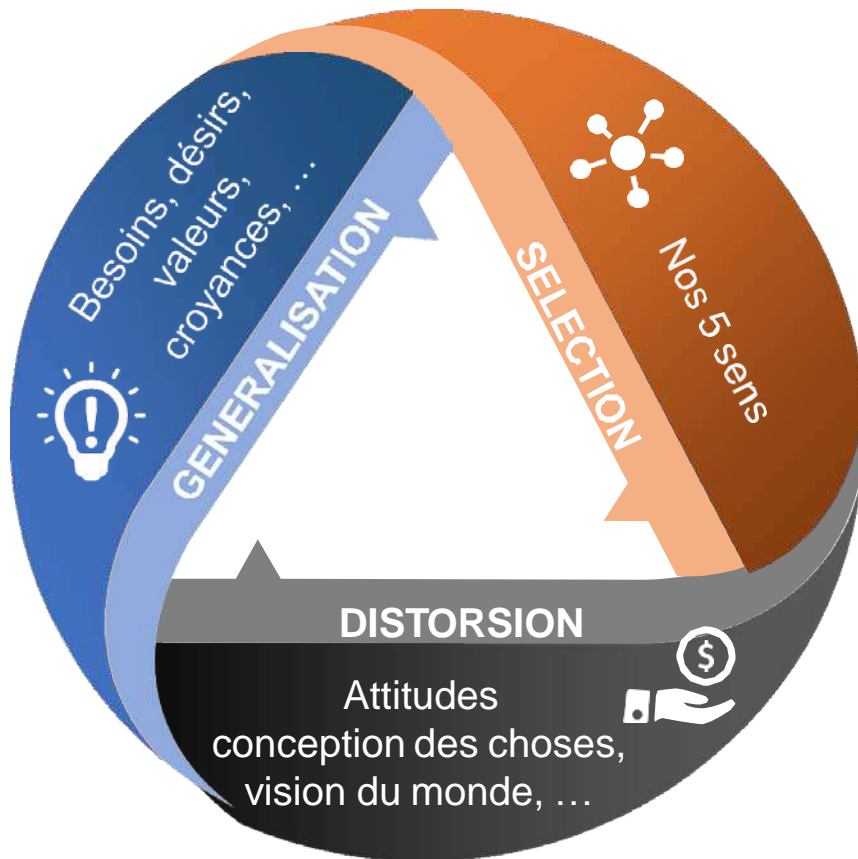 Besoins, désirs,
valeurs,
croyances, …
GENERALISATION
SELECTION
Nos 5 sens
DISTORSION
$
Attitudes
conception des choses,
vision du monde, …